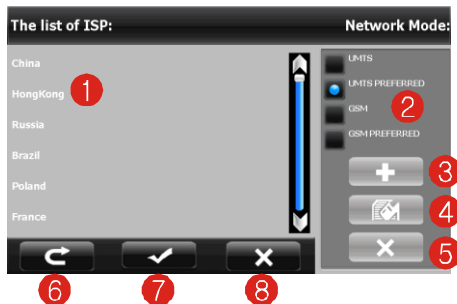 The list of ISP:
Network Mode:
China
HongKong
Russia
Brazil
Poland
France
1
UMTS
UMTS PREFERRED
GSM
GSM PREFERRED
2
3
4
5
6
7
8